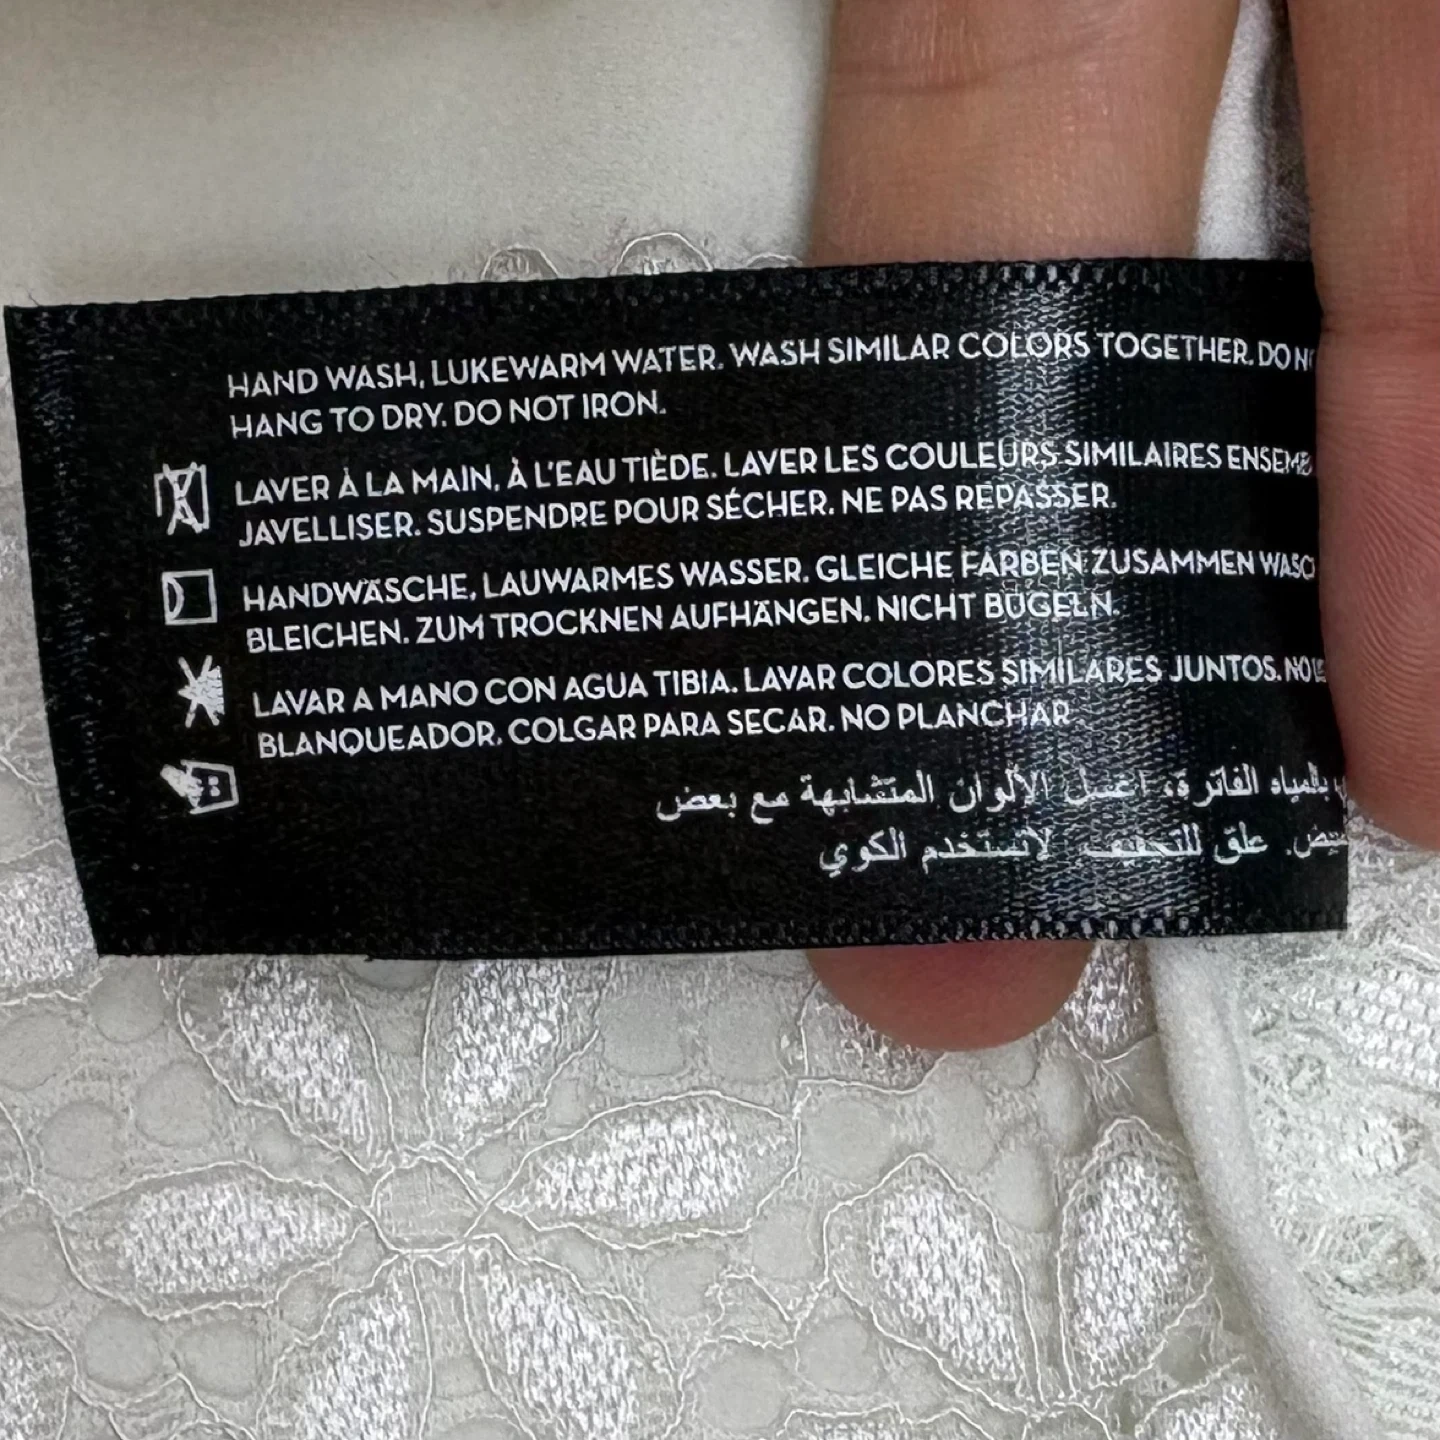 HAND WASH, LUKEWARM WATER. WASH SIMILAR COLORS TOGETHER. DO
HANG TO DRY. DO NOT IRON.
LAVER À LA MAIN, À L'EAU TIÈDE. LAVER LES COULEURS SIMILAIRES
JAVELLISER. SUSPENDRE POUR SÉCHER. NE PAS REPASSER.
HANDWÄSCHE, LAUWARMES WASSER. GLEICHE FARBEN ZUSAMMEN
BLEICHEN. ZUM TROCKNEN AUFHÄNGEN. NICHT BÜGELN.
LAVAR A MANO CON AGUA TIBIA. LAVAR COLORES SIMILARES JUNTOS. NO
BLANQUEADOR. COLGAR PARA SECAR. NO PLANCHAR
بالمياه الفاترة، اغسل الألوان المتشابهة مع بعض
علق للتجفيف لاتستخدم الكوي